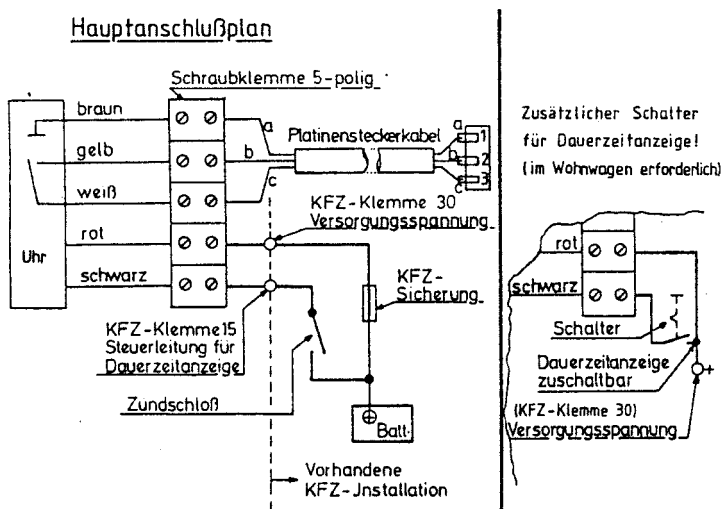 Hauptanschlußplan
Schraubklemme 5-polig
braun
gelb
weiß
rot
schwarz
Uhr
a
b
c
Platinensteckerkabel
a
b
c
1
2
3
KFZ-Klemme 30
Versorgungsspannung
KFZ-
Sicherung
KFZ-Klemme 15
Steuerleitung für
Dauerzeitanzeige
Zundschloß
Batt.
Vorhandene
KFZ-Jnstallation
Zusätzlicher Schalter
für Dauerzeitanzeige!
(im Wohnwagen erforderlich)
rot
schwarz
Schalter
Dauerzeitanzeige
zuschaltbar
+
(KFZ-Klemme 30)
Versorgungsspannung